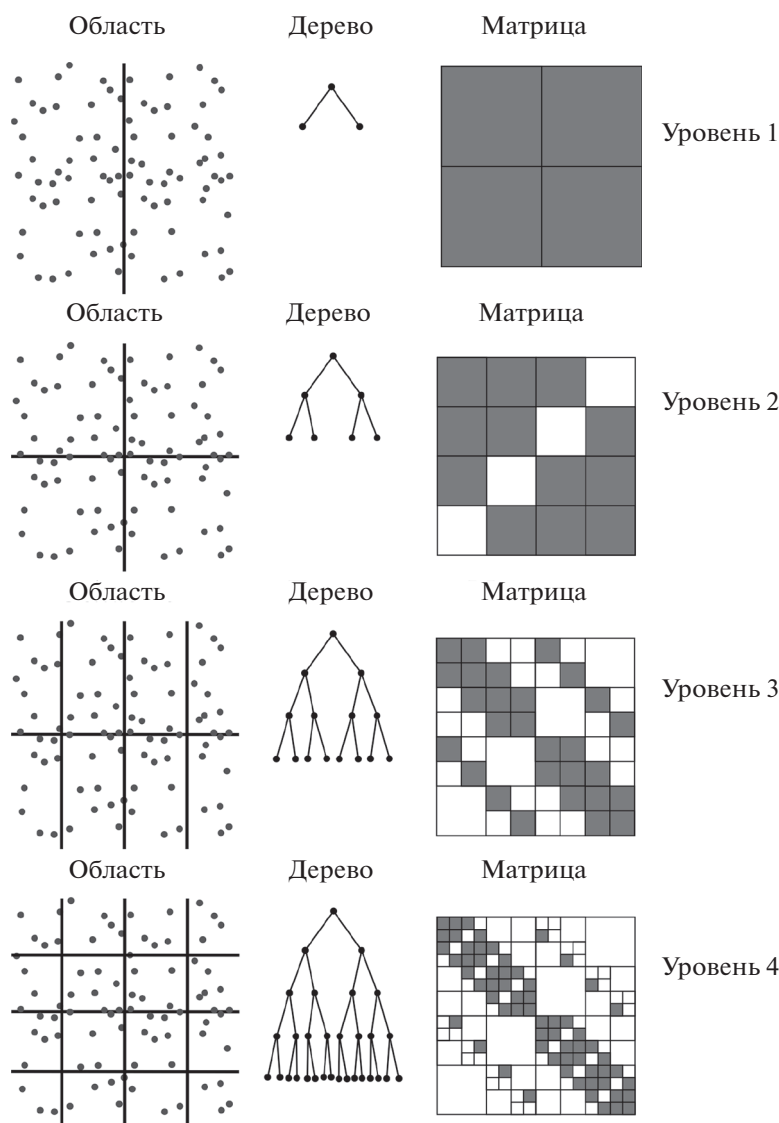 Область Дерево Матрица
Уровень 1
Область Дерево Матрица
Уровень 2
Область Дерево Матрица
Уровень 3
Область Дерево Матрица
Уровень 4